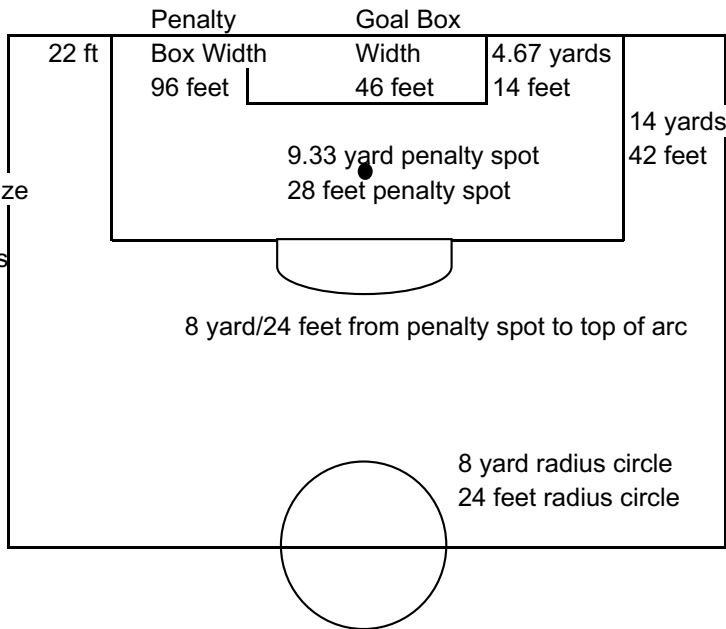 Penalty Goal Box
22 ft Box Width Width 4.67 yards
96 feet 46 feet 14 feet
14 yards
9.33 yard penalty spot 42 feet
ze 28 feet penalty spot
s
8 yard/24 feet from penalty spot to top of arc
8 yard radius circle
24 feet radius circle